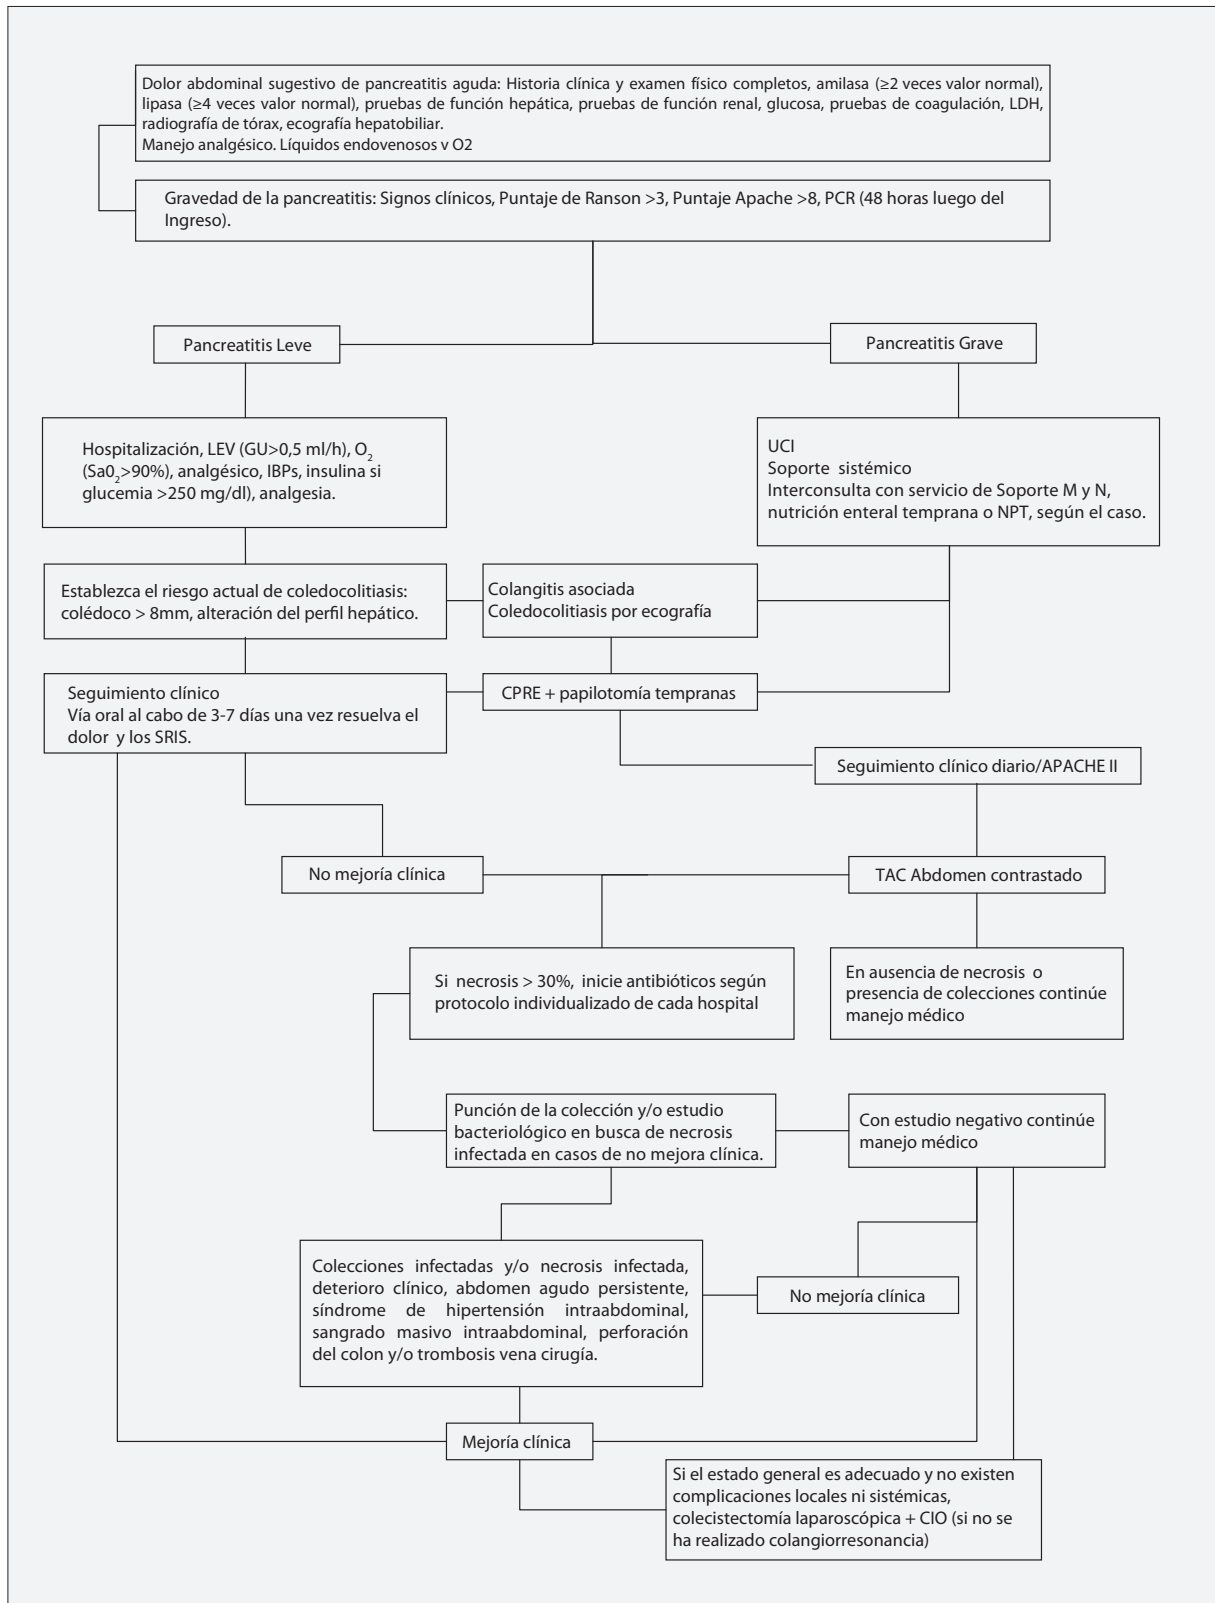 Dolor abdominal sugestivo de pancreatitis aguda: Historia clínica y examen físico completos, amilasa (≥2 veces valor normal),
lipasa (≥4 veces valor normal), pruebas de función hepática, pruebas de función renal, glucosa, pruebas de coagulación, LDH,
radiografía de tórax, ecografía hepatobiliar.
Manejo analgésico. Líquidos endovenosos v O2
Gravedad de la pancreatitis: Signos clínicos, Puntaje de Ranson >3, Puntaje Apache >8, PCR (48 horas luego del
Ingreso).
Pancreatitis Leve
Pancreatitis Grave
Hospitalización, LEV (GU>0,5 ml/h), O₂
(Sa0₂>90%), analgésico, IBPs, insulina si
glucemia >250 mg/dl), analgesia.
UCI
Soporte sistémico
Interconsulta con servicio de Soporte M y N,
nutrición enteral temprana o NPT, según el caso.
Establezca el riesgo actual de coledocolitiasis:
colédoco > 8mm, alteración del perfil hepático.
Colangitis asociada
Coledocolitiasis por ecografía
Seguimiento clínico
Vía oral al cabo de 3-7 días una vez resuelva el
dolor y los SRIS.
CPRE + papilotomía tempranas
Seguimiento clínico diario/APACHE II
No mejoría clínica
TAC Abdomen contrastado
Si necrosis > 30%, inicie antibióticos según
protocolo individualizado de cada hospital
En ausencia de necrosis o
presencia de colecciones continúe
manejo médico
Punción de la colección y/o estudio
bacteriológico en busca de necrosis
infectada en casos de no mejora clínica.
Con estudio negativo continúe
manejo médico
Colecciones infectadas y/o necrosis infectada,
deterioro clínico, abdomen agudo persistente,
síndrome de hipertensión intraabdominal,
sangrado masivo intraabdominal, perforación
del colon y/o trombosis vena cirugía.
No mejoría clínica
Mejoría clínica
Si el estado general es adecuado y no existen
complicaciones locales ni sistémicas,
colecistectomía laparoscópica + CIO (si no se
ha realizado colangiorresonancia)